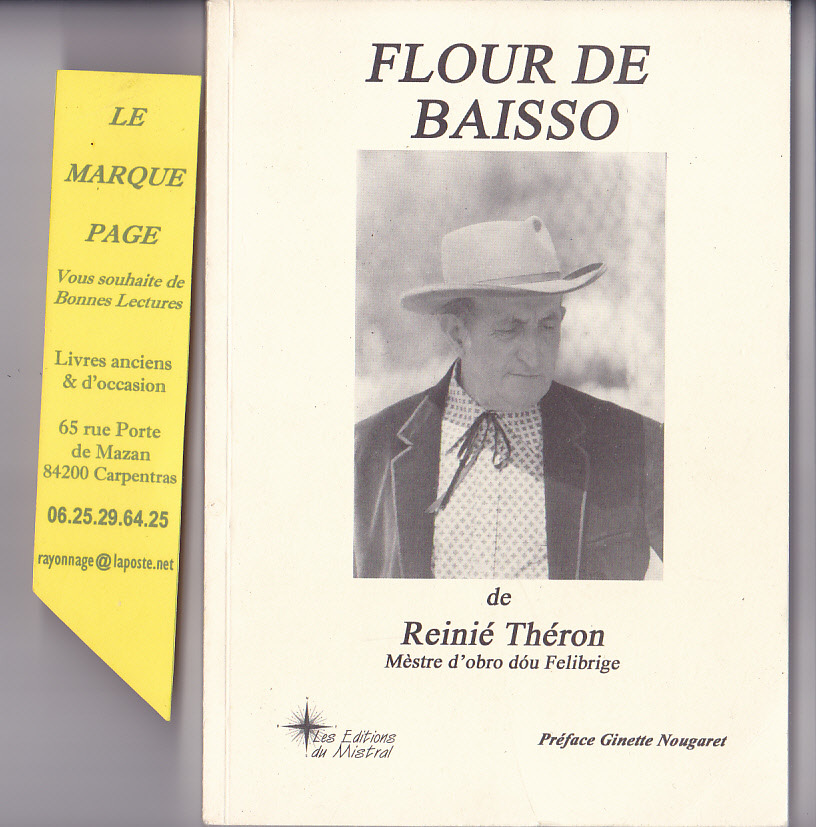 LE
MARQUE
PAGE
Vous souhaite de
Bonnes Lectures
Livres anciens
& d'occasion
65 rue Porte
de Mazan
84200 Carpentras
06.25.29.64.25
rayonnage@laposte.net
FLOUR DE
BAISSO
de
Reinié Théron
Mèstre d'obro dóu Felibrige
Les Editions
du Mistral
Préface Ginette Nougaret